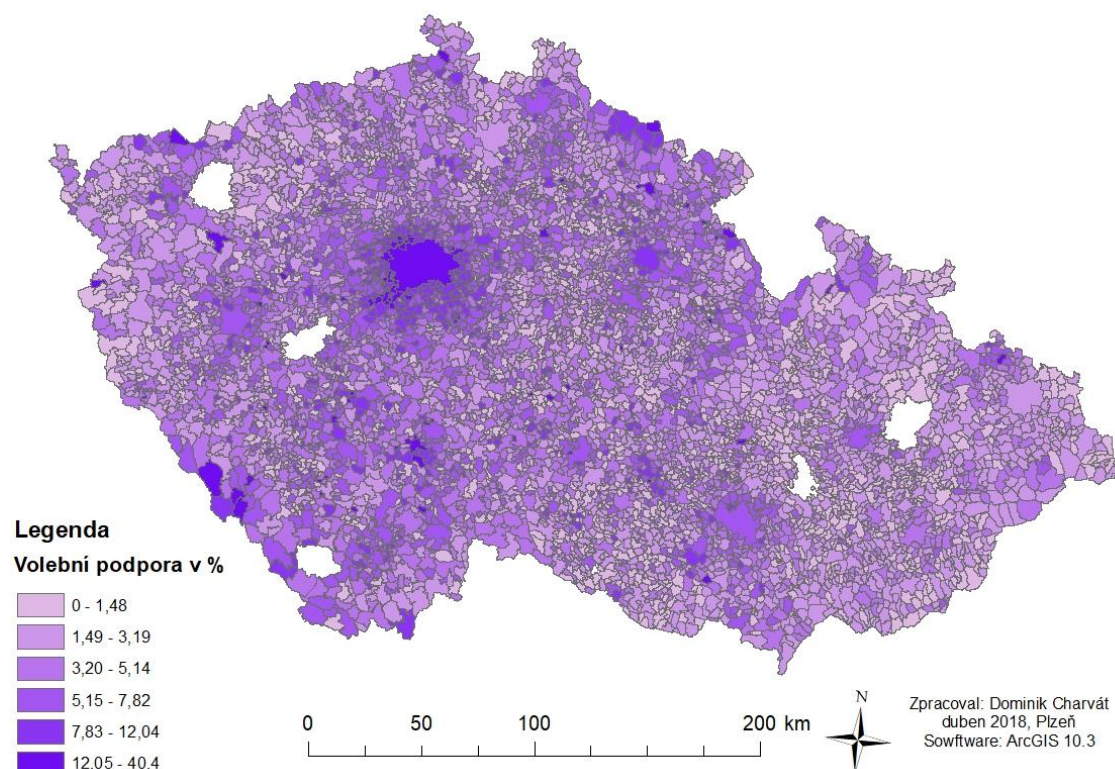 Legenda
Volební podpora v %
0 - 1,48
1,49 - 3,19
3,20 - 5,14
5,15 - 7,82
7,83 - 12,04
12,05 - 40,4
0 50 100 200 km
N
Zpracoval: Dominik Charvát
duben 2018, Plzeň
Sowftware: ArcGIS 10.3